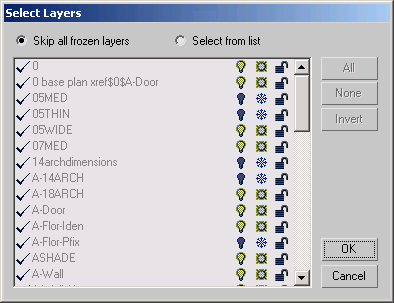 Select Layers
Skip all frozen layers Select from list
0
0 base plan xref$0$A-Door
05MED
05THIN
05WIDE
07MED
14archdimensions
A-14ARCH
A-18ARCH
A-Door
A-Flor-Iden
A-Flor-Pfix
ASHADE
A-Wall
All
None
Invert
OK
Cancel